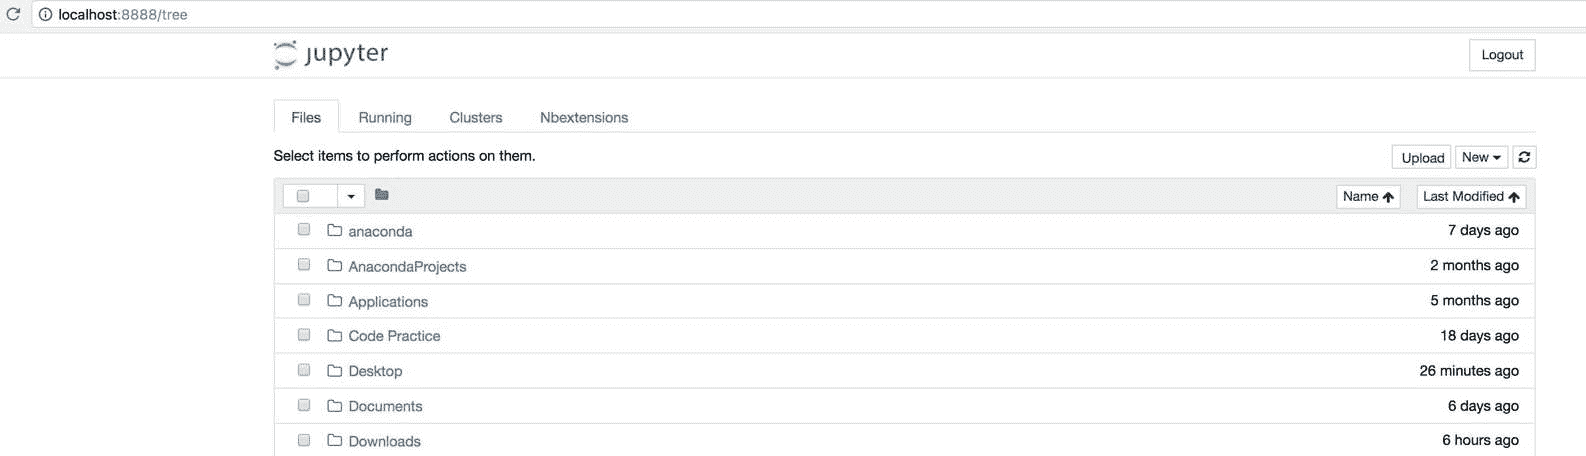 localhost:8888/tree
jupyter
Logout
Files Running Clusters Nbextensions
Select items to perform actions on them.
Upload New
Name Last Modified
anaconda 7 days ago
AnacondaProjects 2 months ago
Applications 5 months ago
Code Practice 18 days ago
Desktop 26 minutes ago
Documents 6 days ago
Downloads 6 hours ago